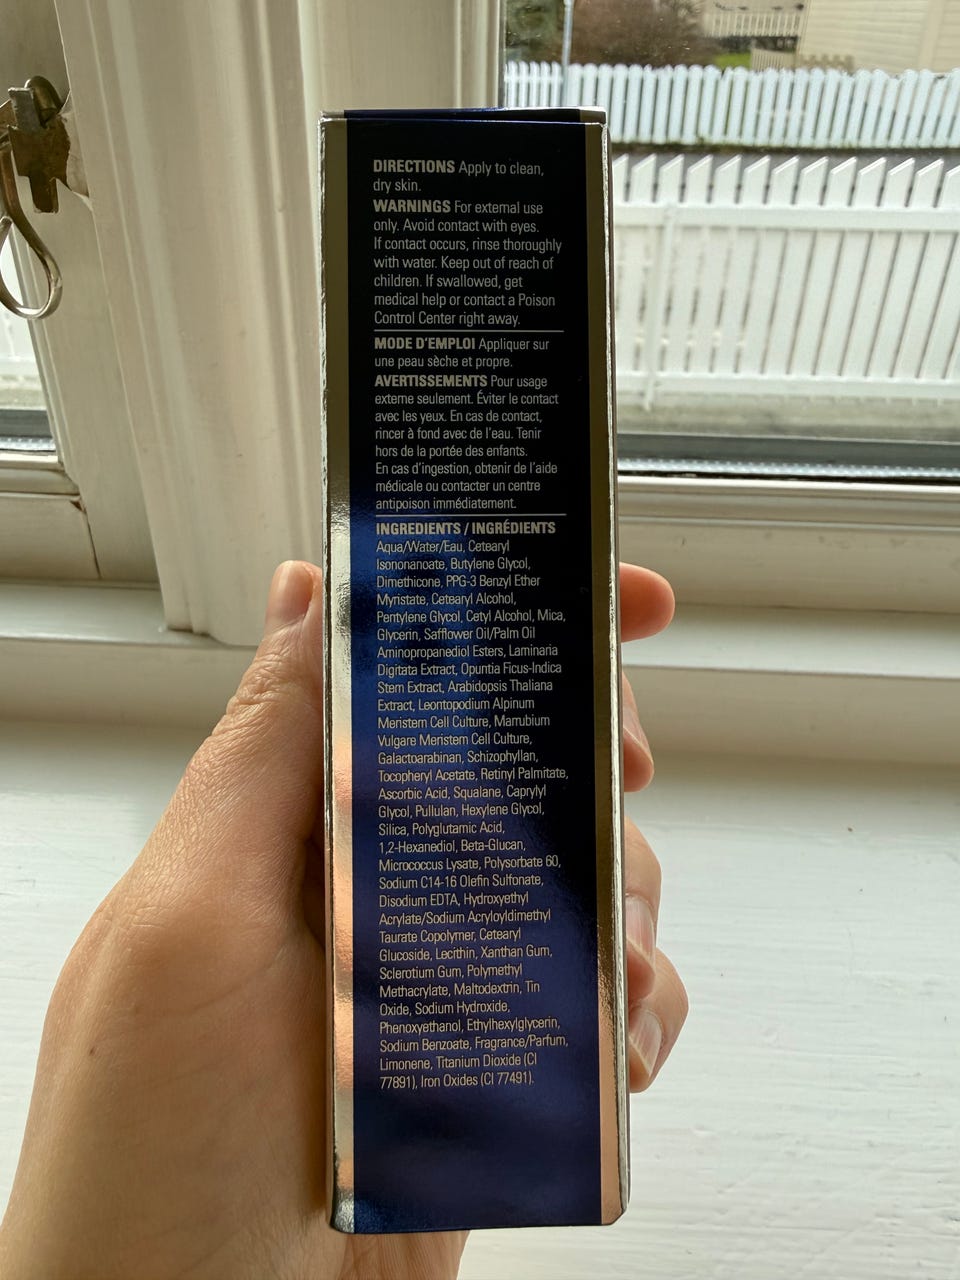 DIRECTIONS Apply to clean,
dry skin.
WARNINGS For external use
only. Avoid contact with eyes.
If contact occurs, rinse thoroughly
with water. Keep out of reach of
children. If swallowed, get
medical help or contact a Poison
Control Center right away.
MODE D'EMPLOI Appliquer sur
une peau sèche et propre.
AVERTISSEMENTS Pour usage
externe seulement. Éviter le contact
avec les yeux. En cas de contact,
rincer à fond avec de l'eau. Tenir
hors de la portée des enfants.
En cas d'ingestion, obtenir de l'aide
médicale ou contacter un centre
antipoison immédiatement.
INGREDIENTS / INGRÉDIENTS
Aqua/Water/Eau, Cetearyl
Isononanoate, Butylene Glycol,
Dimethicone, PPG-3 Benzyl Ether
Myristate, Cetearyl Alcohol,
Pentylene Glycol, Cetyl Alcohol, Mica,
Glycerin, Safflower Oil/Palm Oil
Aminopropanediol Esters, Laminaria
Digitata Extract, Opuntia Ficus-Indica
Stem Extract, Arabidopsis Thaliana
Extract, Leontopodium Alpinum
Meristem Cell Culture, Marrubium
Vulgare Meristem Cell Culture,
Galactoarabinan, Schizophyllan,
Tocopheryl Acetate, Retinyl Palmitate,
Ascorbic Acid, Squalane, Caprylyl
Glycol, Pullulan, Hexylene Glycol,
Silica, Polyglutamic Acid,
1,2-Hexanediol, Beta-Glucan,
Micrococcus Lysate, Polysorbate 60,
Sodium C14-16 Olefin Sulfonate,
Disodium EDTA, Hydroxyethyl
Acrylate/Sodium Acryloyldimethyl
Taurate Copolymer, Cetearyl
Glucoside, Lecithin, Xanthan Gum,
Sclerotium Gum, Polymethyl
Methacrylate, Maltodextrin, Tin
Oxide, Sodium Hydroxide,
Phenoxyethanol, Ethylhexylglycerin,
Sodium Benzoate, Fragrance/Parfum,
Limonene, Titanium Dioxide (CI
77891), Iron Oxides (CI 77491).